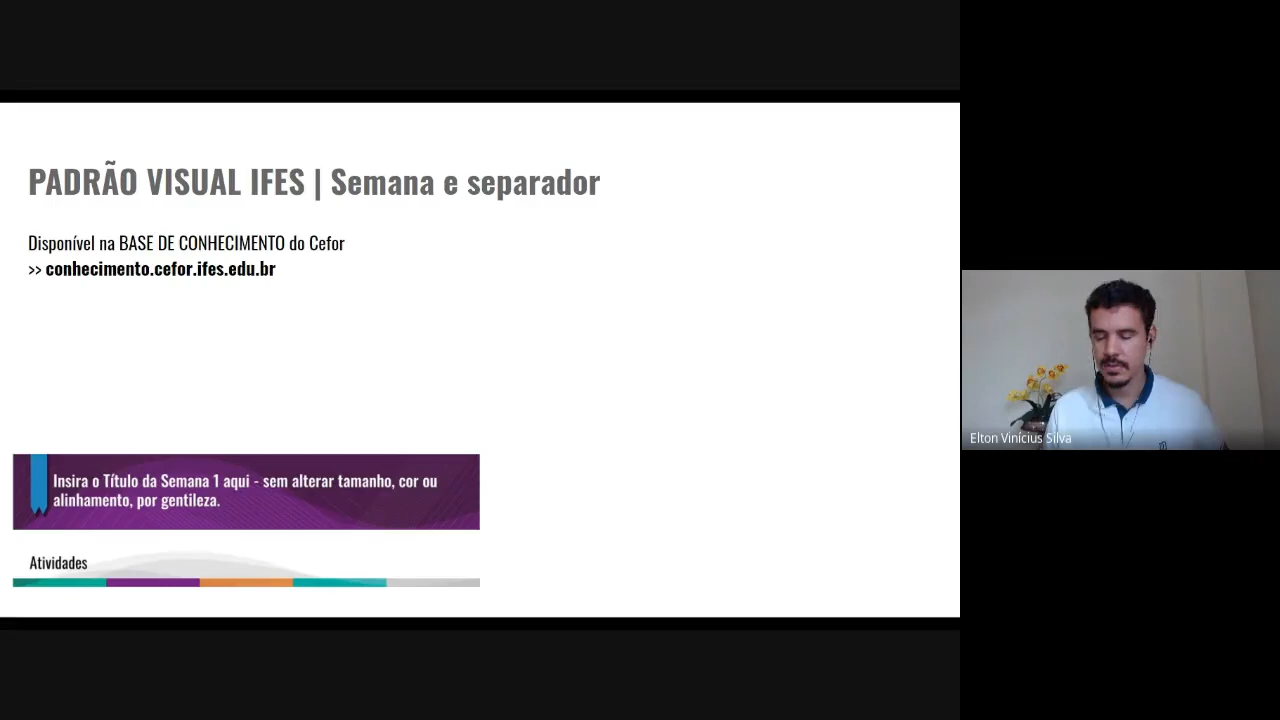 PADRÃO VISUAL IFES | Semana e separador
Disponível na BASE DE CONHECIMENTO do Cefor
>> conhecimento.cefor.ifes.edu.br
Insira o Título da Semana 1 aqui - sem alterar tamanho, cor ou
alinhamento, por gentileza.
Atividades
Elton Vinícius Silva